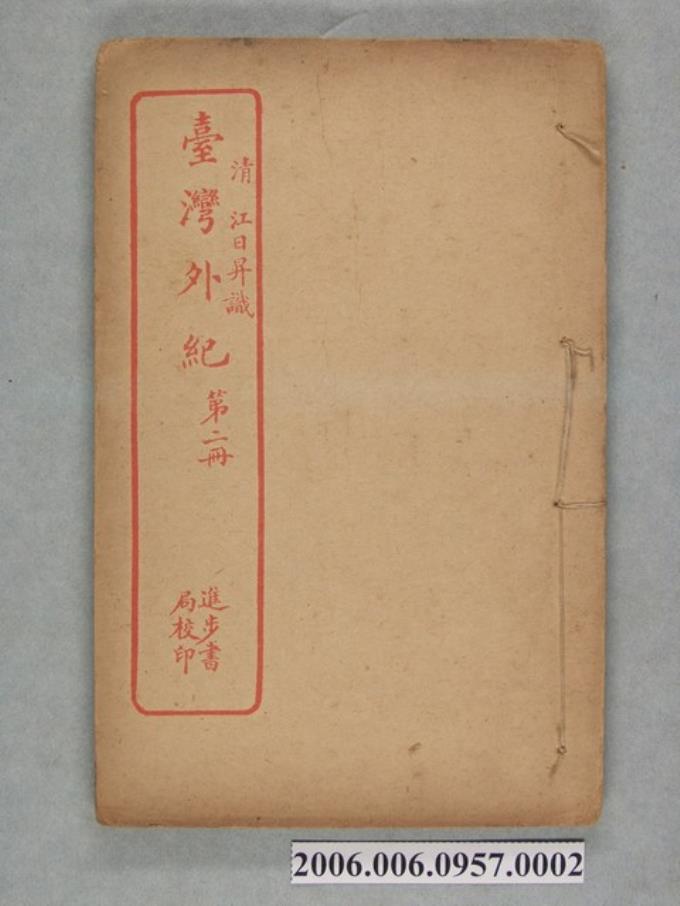 清 江日昇識
臺灣外紀 第二冊
進步書
局校印
2006.006.0957.0002